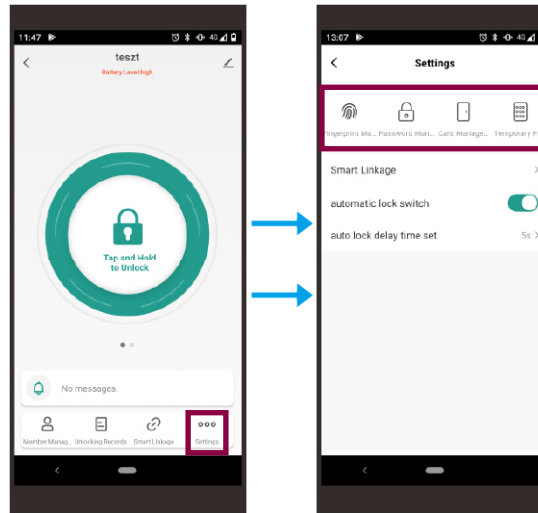 11:47
4G
teszt
Battery Level:high
Tap and Hold
to Unlock
No messages.
Member Manag.. Unlocking Records Smart Linkage Settings
13:07
4G
Settings
Fingerprint Ma... Password Man... Card Manage... Temporary P
Smart Linkage
automatic lock switch
auto lock delay time set 5s